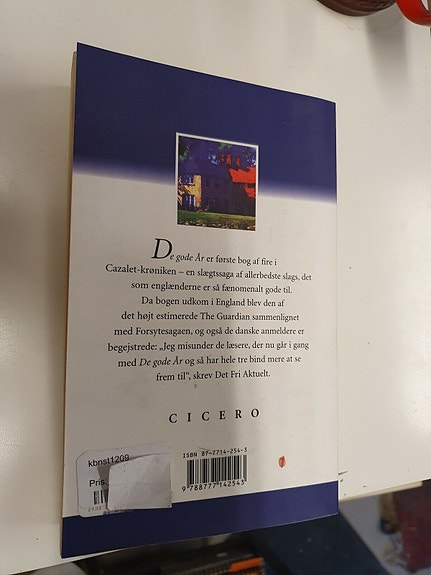 De gode År er første bog af fire i
Cazalet-krøniken – en slægtssaga af allerbedste slags, det
som englænderne er så fænomenalt gode til.
Da bogen udkom i England blev den af
det højt estimerede The Guardian sammenlignet
med Forsytesagaen, og også de danske anmeldere er
begejstrede: „Jeg misunder de læsere, der nu går i gang
med De gode År og så har hele tre bind mere at se
frem til“, skrev Det Fri Aktuelt.
CICERO
ISBN 87-7714-254-3
9 788777 142543
kbnst1209
Pris: